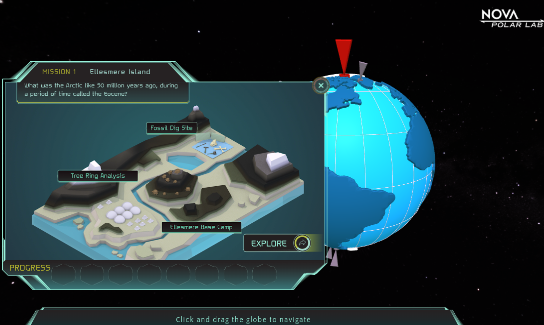 NOVA
POLAR LAB
MISSION 1 Ellesmere Island
What was the Arctic like 50 million years ago, during
a period of time called the Eocene?
Fossil Dig Site
Tree Ring Analysis
Ellesmere Base Camp
EXPLORE
PROGRESS
Click and drag the globe to navigate